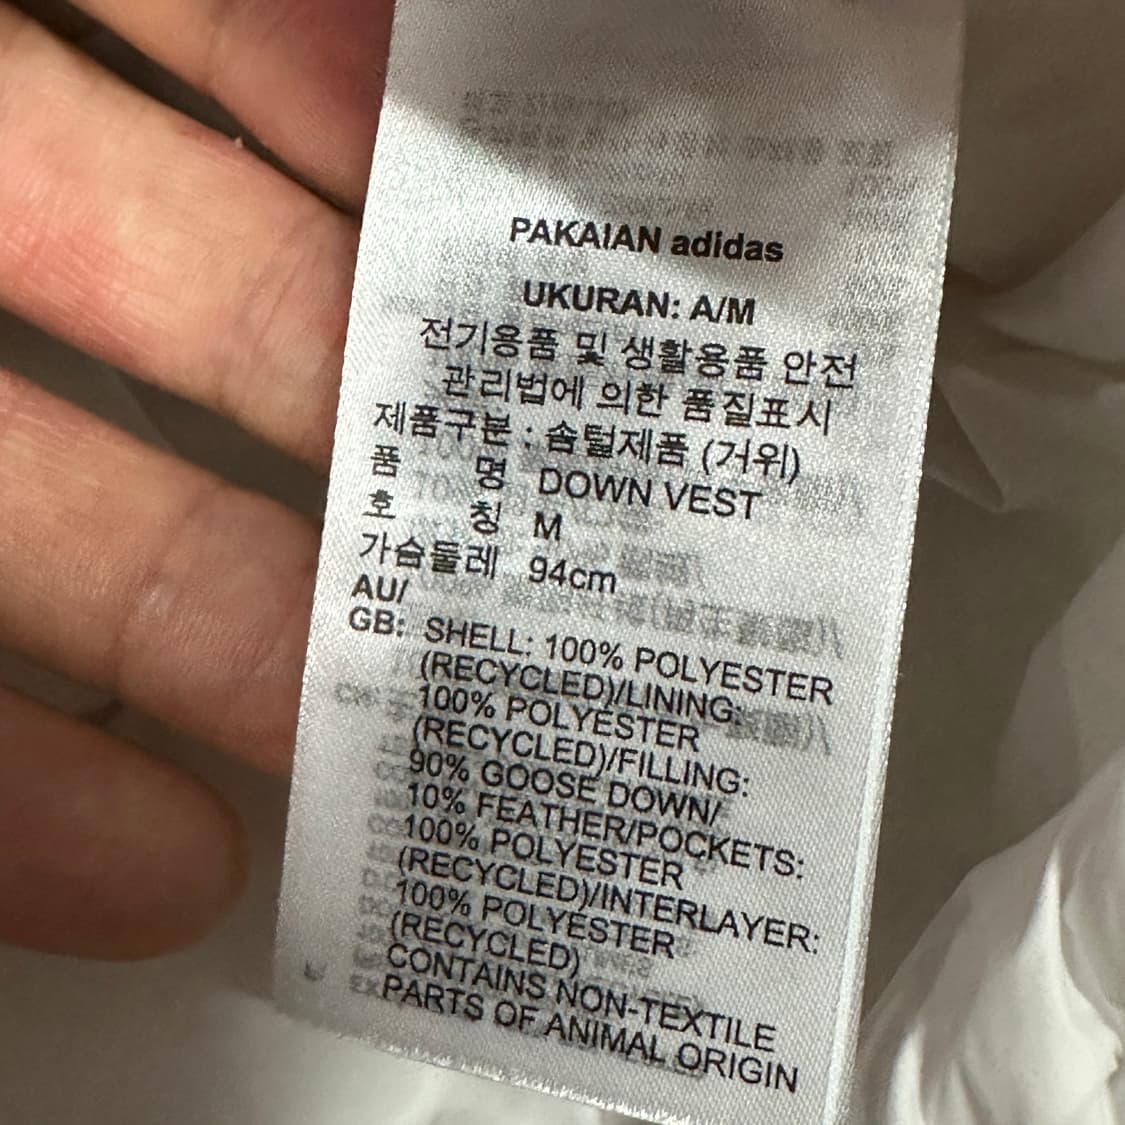 PAKAIAN adidas
UKURAN: A/M
전기용품 및 생활용품 안전
관리법에 의한 품질표시
제품구분 : 솜털제품 (거위)
품 명 DOWN VEST
호 칭 M
가슴둘레 94cm
AU/
GB: SHELL: 100% POLYESTER
(RECYCLED)/LINING:
100% POLYESTER
(RECYCLED)/FILLING:
90% GOOSE DOWN/
10% FEATHER/POCKETS:
100% POLYESTER
(RECYCLED)/INTERLAYER:
100% POLYESTER
(RECYCLED)
CONTAINS NON-TEXTILE
PARTS OF ANIMAL ORIGIN